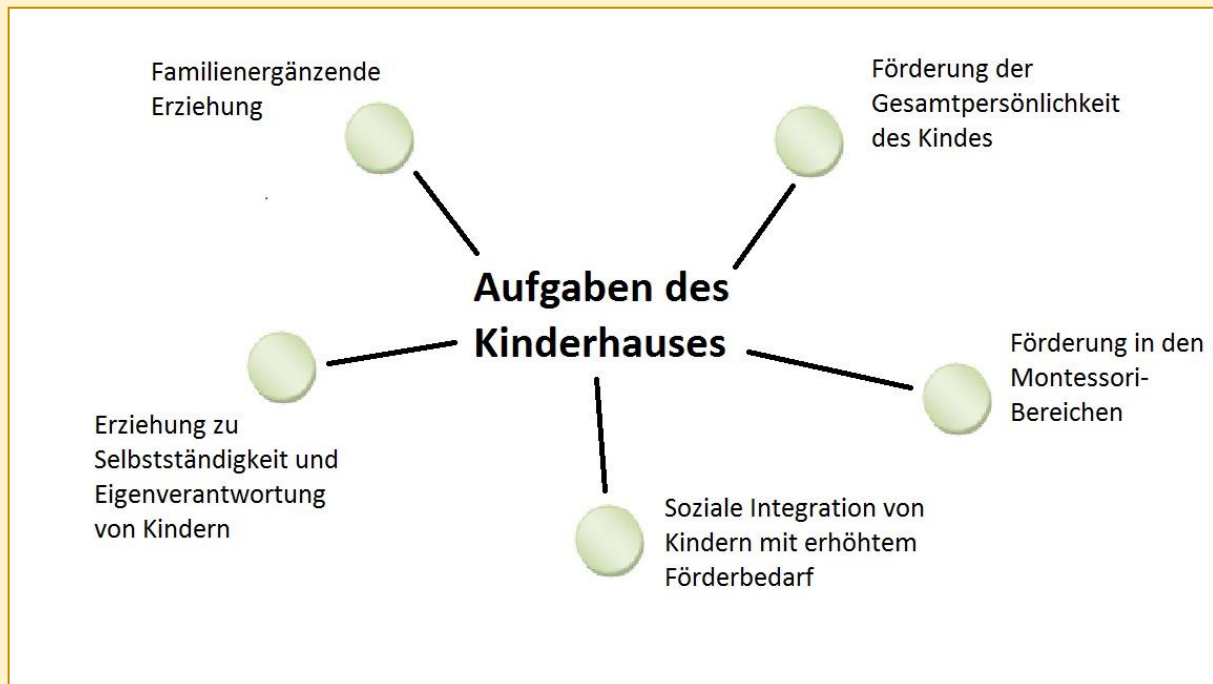 Familienergänzende
Erziehung
Förderung der
Gesamtpersönlichkeit
des Kindes
Aufgaben des
Kinderhauses
Förderung in den
Montessori-
Bereichen
Erziehung zu
Selbstständigkeit und
Eigenverantwortung
von Kindern
Soziale Integration von
Kindern mit erhöhtem
Förderbedarf